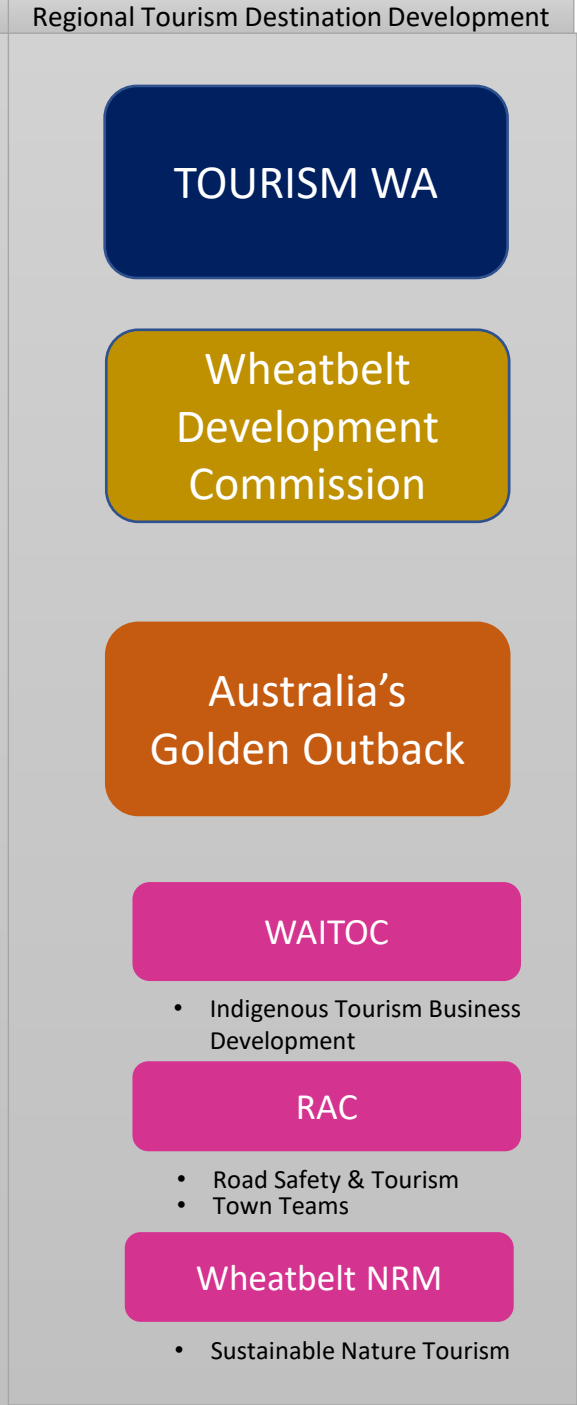 Regional Tourism Destination Development
TOURISM WA
Wheatbelt
Development
Commission
Australia’s
Golden Outback
WAITOC
• Indigenous Tourism Business
Development
RAC
• Road Safety & Tourism
• Town Teams
Wheatbelt NRM
• Sustainable Nature Tourism